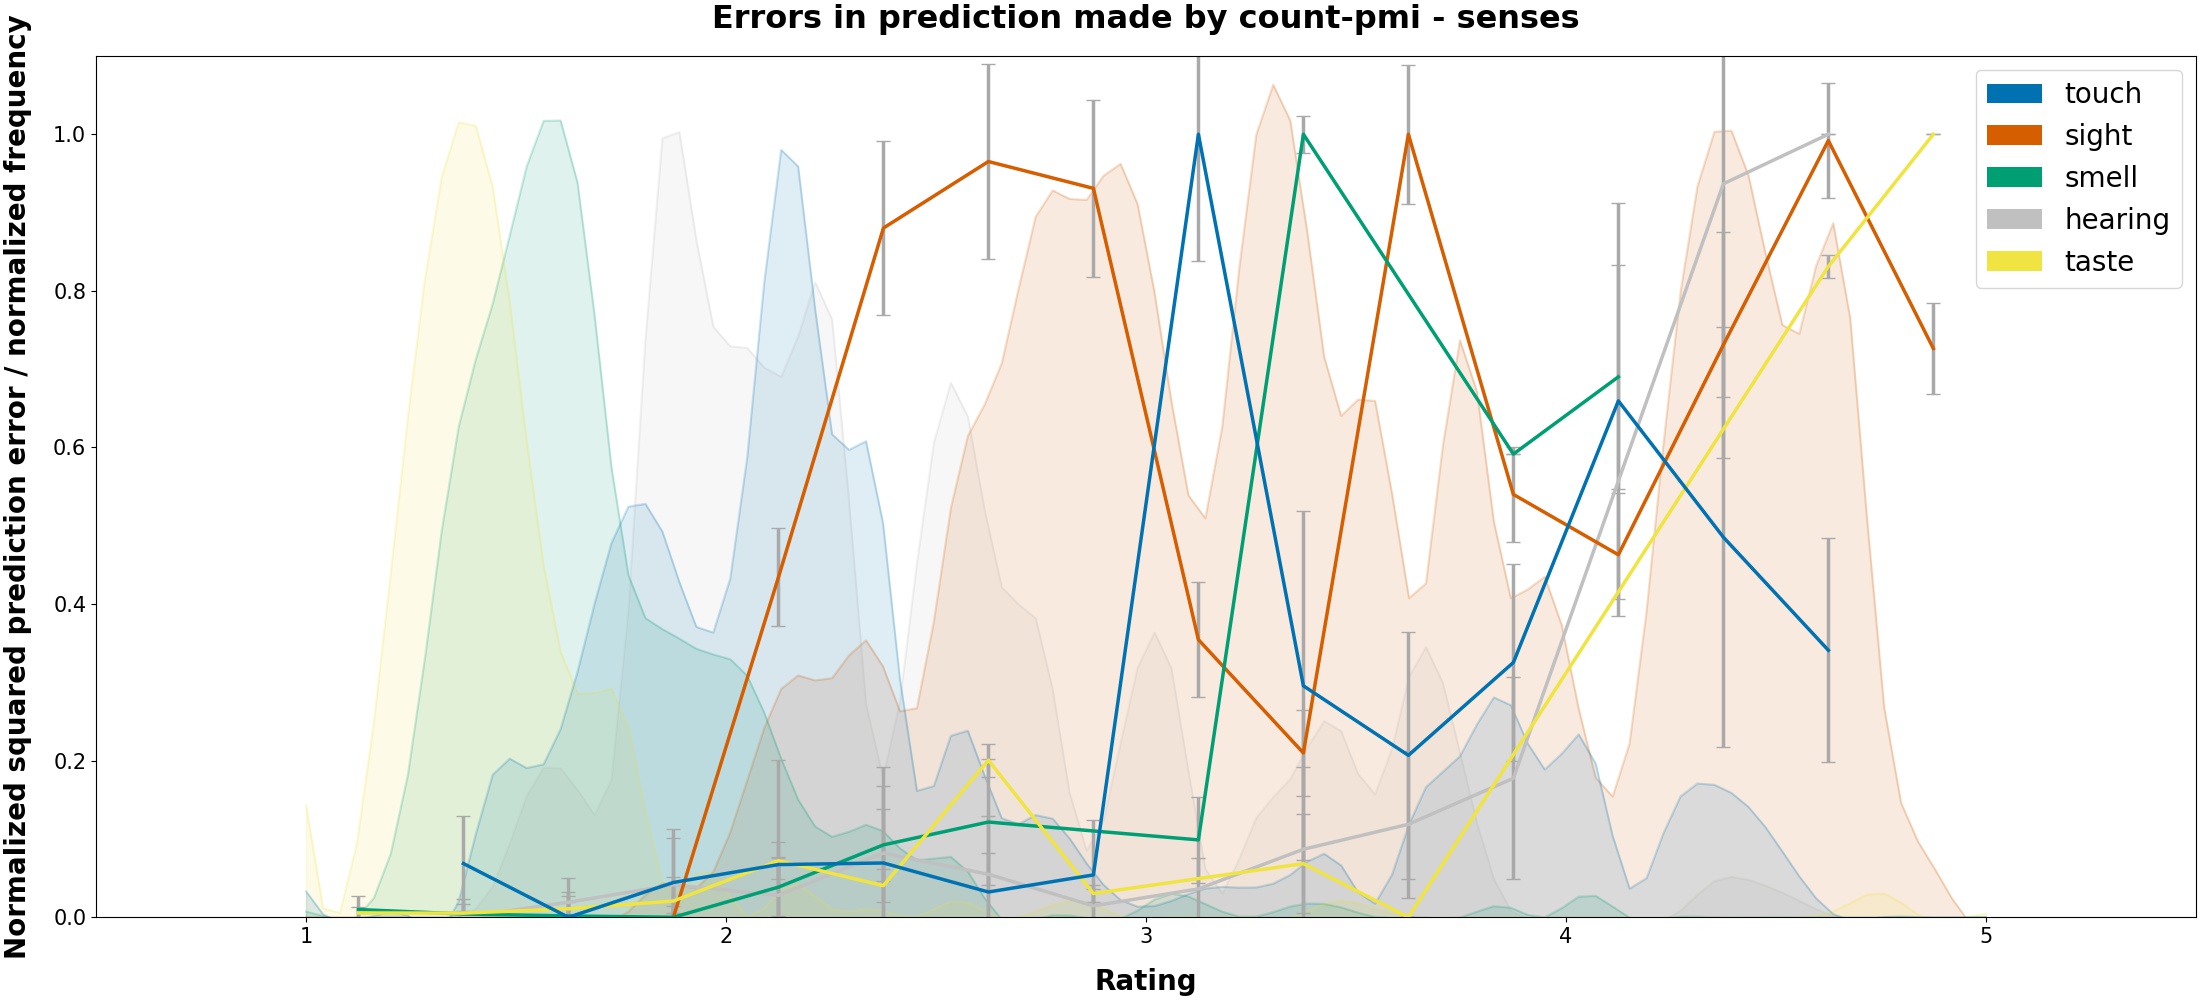 Errors in prediction made by count-pmi - senses
Normalized squared prediction error / normalized frequency
1.0
0.8
0.6
0.4
0.2
0.0
1 2 3 4 5
Rating
touch
sight
smell
hearing
taste